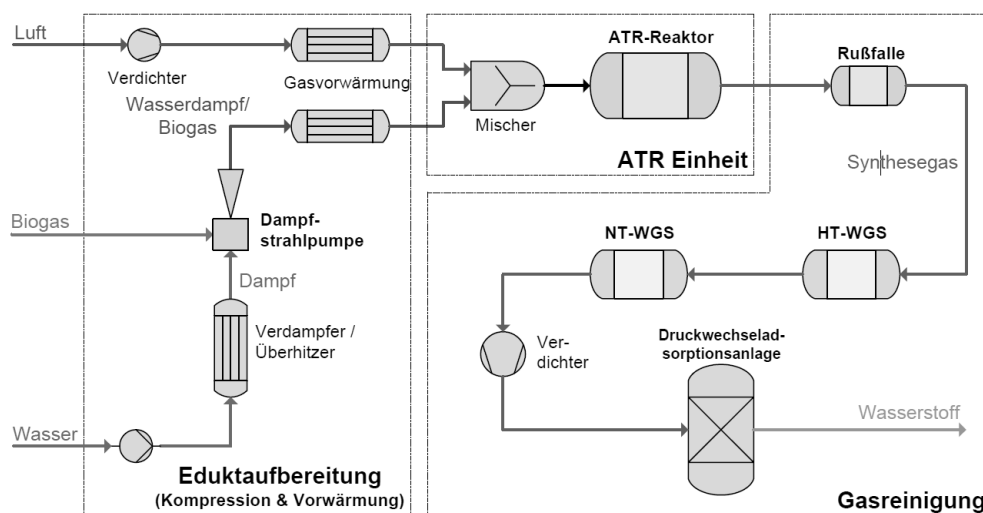 Luft
Verdichter
Gasvorwärmung
Wasserdampf/
Biogas
Mischer
ATR-Reaktor
ATR Einheit
Rußfalle
Synthesegas
Biogas
Dampf-
strahlpumpe
Dampf
Verdampfer /
Überhitzer
Wasser
Eduktaufbereitung
(Kompression & Vorwärmung)
NT-WGS
HT-WGS
Ver-
dichter
Druckwechselad-
sorptionsanlage
Wasserstoff
Gasreinigung